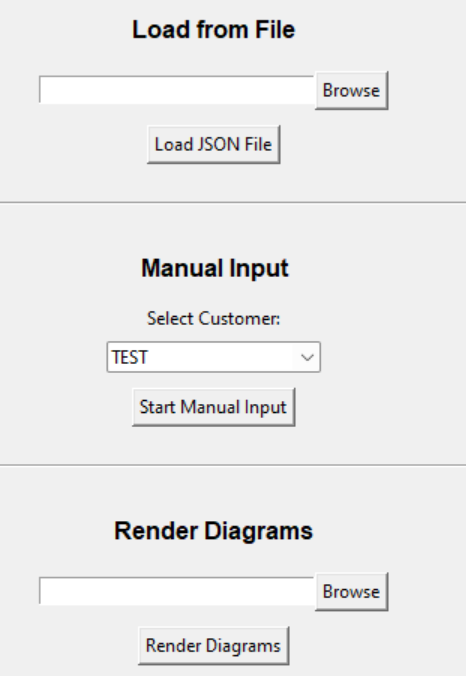 Load from File
Browse
Load JSON File
Manual Input
Select Customer:
TEST
Start Manual Input
Render Diagrams
Browse
Render Diagrams